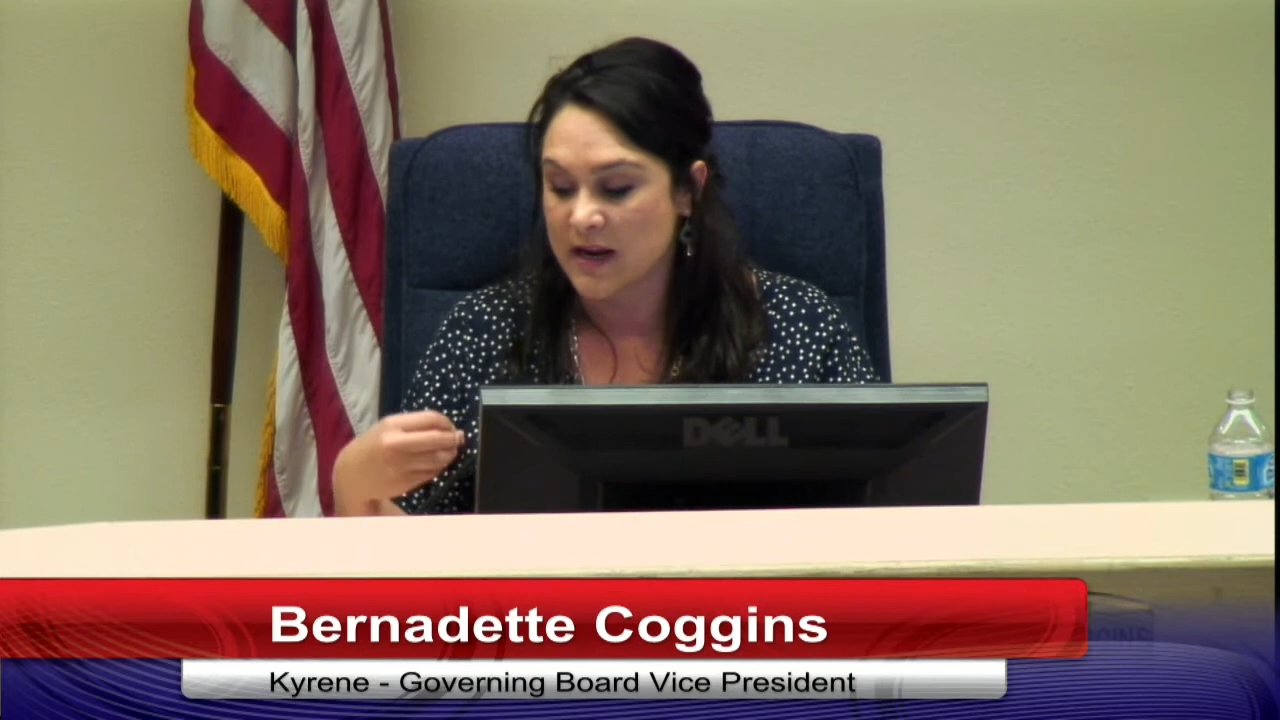 DELL
Bernadette Coggins
Kyrene - Governing Board Vice President